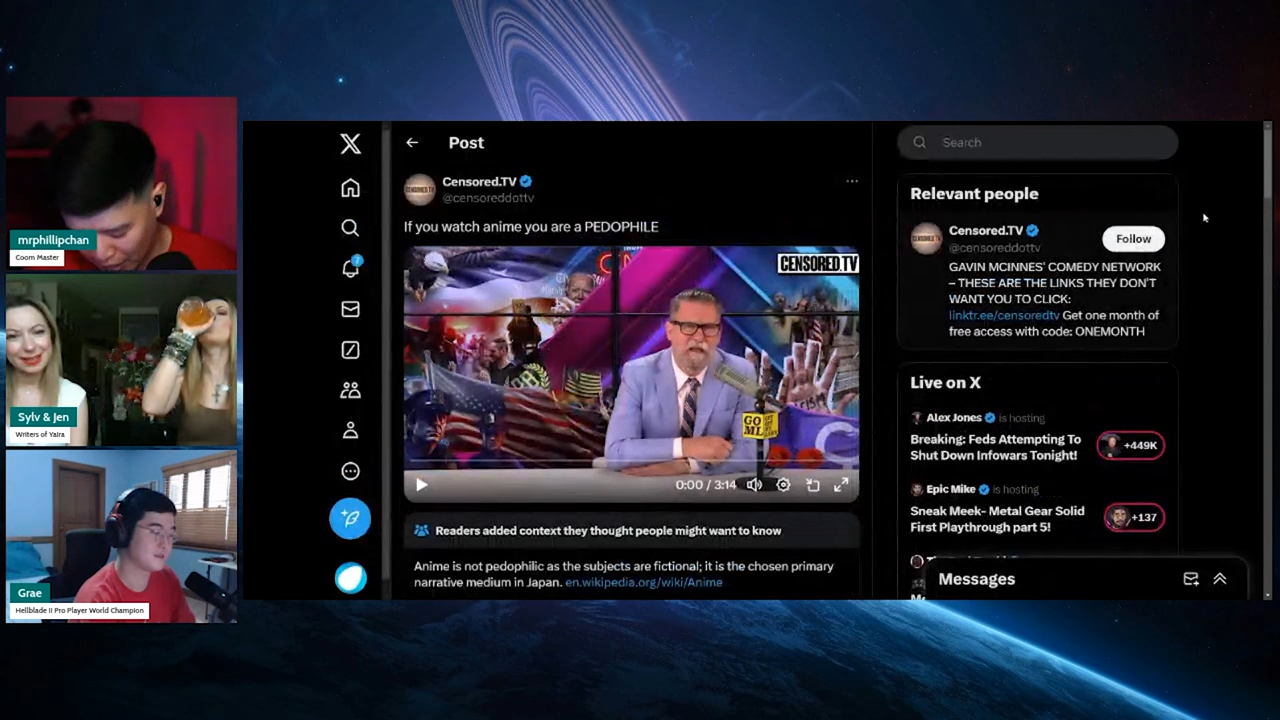 mrphillipchan
Coom Master
Sylv & Jen
Writers of Yaira
Grae
Hellblade II Pro Player World Champion
Post
Censored.TV
@censoreddottv
If you watch anime you are a PEDOPHILE
CENSORED.TV
GO
ML
0:00 / 3:14
Readers added context they thought people might want to know
Anime is not pedophilic as the subjects are fictional; it is the chosen primary
narrative medium in Japan. en.wikipedia.org/wiki/Anime
Search
Relevant people
Censored.TV
@censoreddottv
Follow
GAVIN MCINNES' COMEDY NETWORK
– THESE ARE THE LINKS THEY DON'T
WANT YOU TO CLICK:
linktr.ee/censoredtv Get one month of
free access with code: ONEMONTH
Live on X
Alex Jones is hosting
Breaking: Feds Attempting To
Shut Down Infowars Tonight!
+449K
Epic Mike is hosting
Sneak Meek- Metal Gear Solid
First Playthrough part 5!
+137
Messages